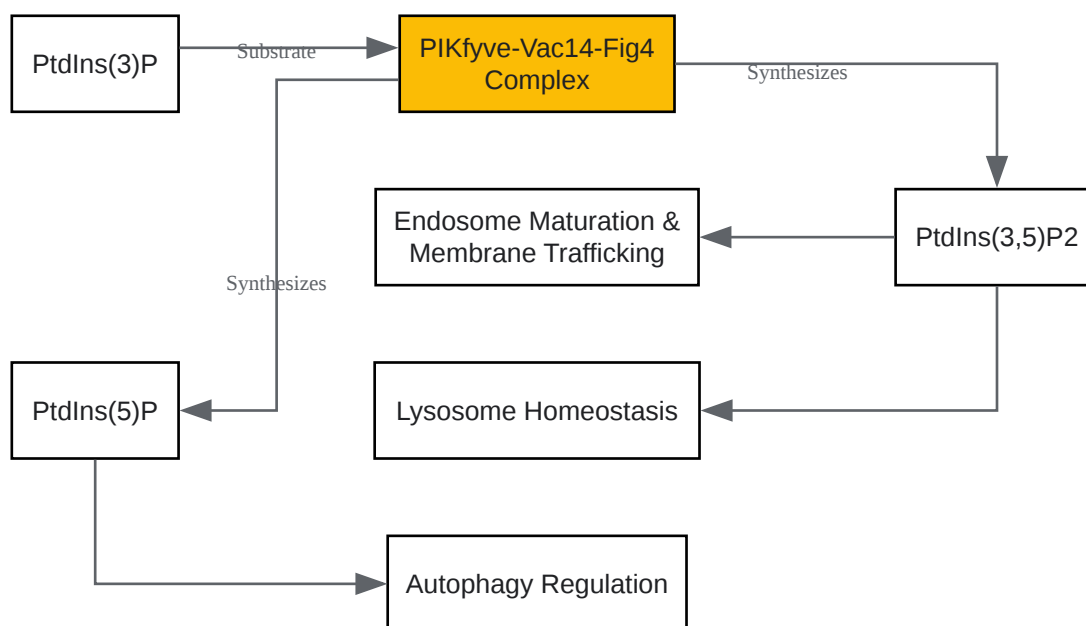 PtdIns(3)P
Substrate
PIKfyve-Vac14-Fig4
Complex
Synthesizes
Endosome Maturation &
Membrane Trafficking
PtdIns(3,5)P2
Synthesizes
PtdIns(5)P
Lysosome Homeostasis
Autophagy Regulation